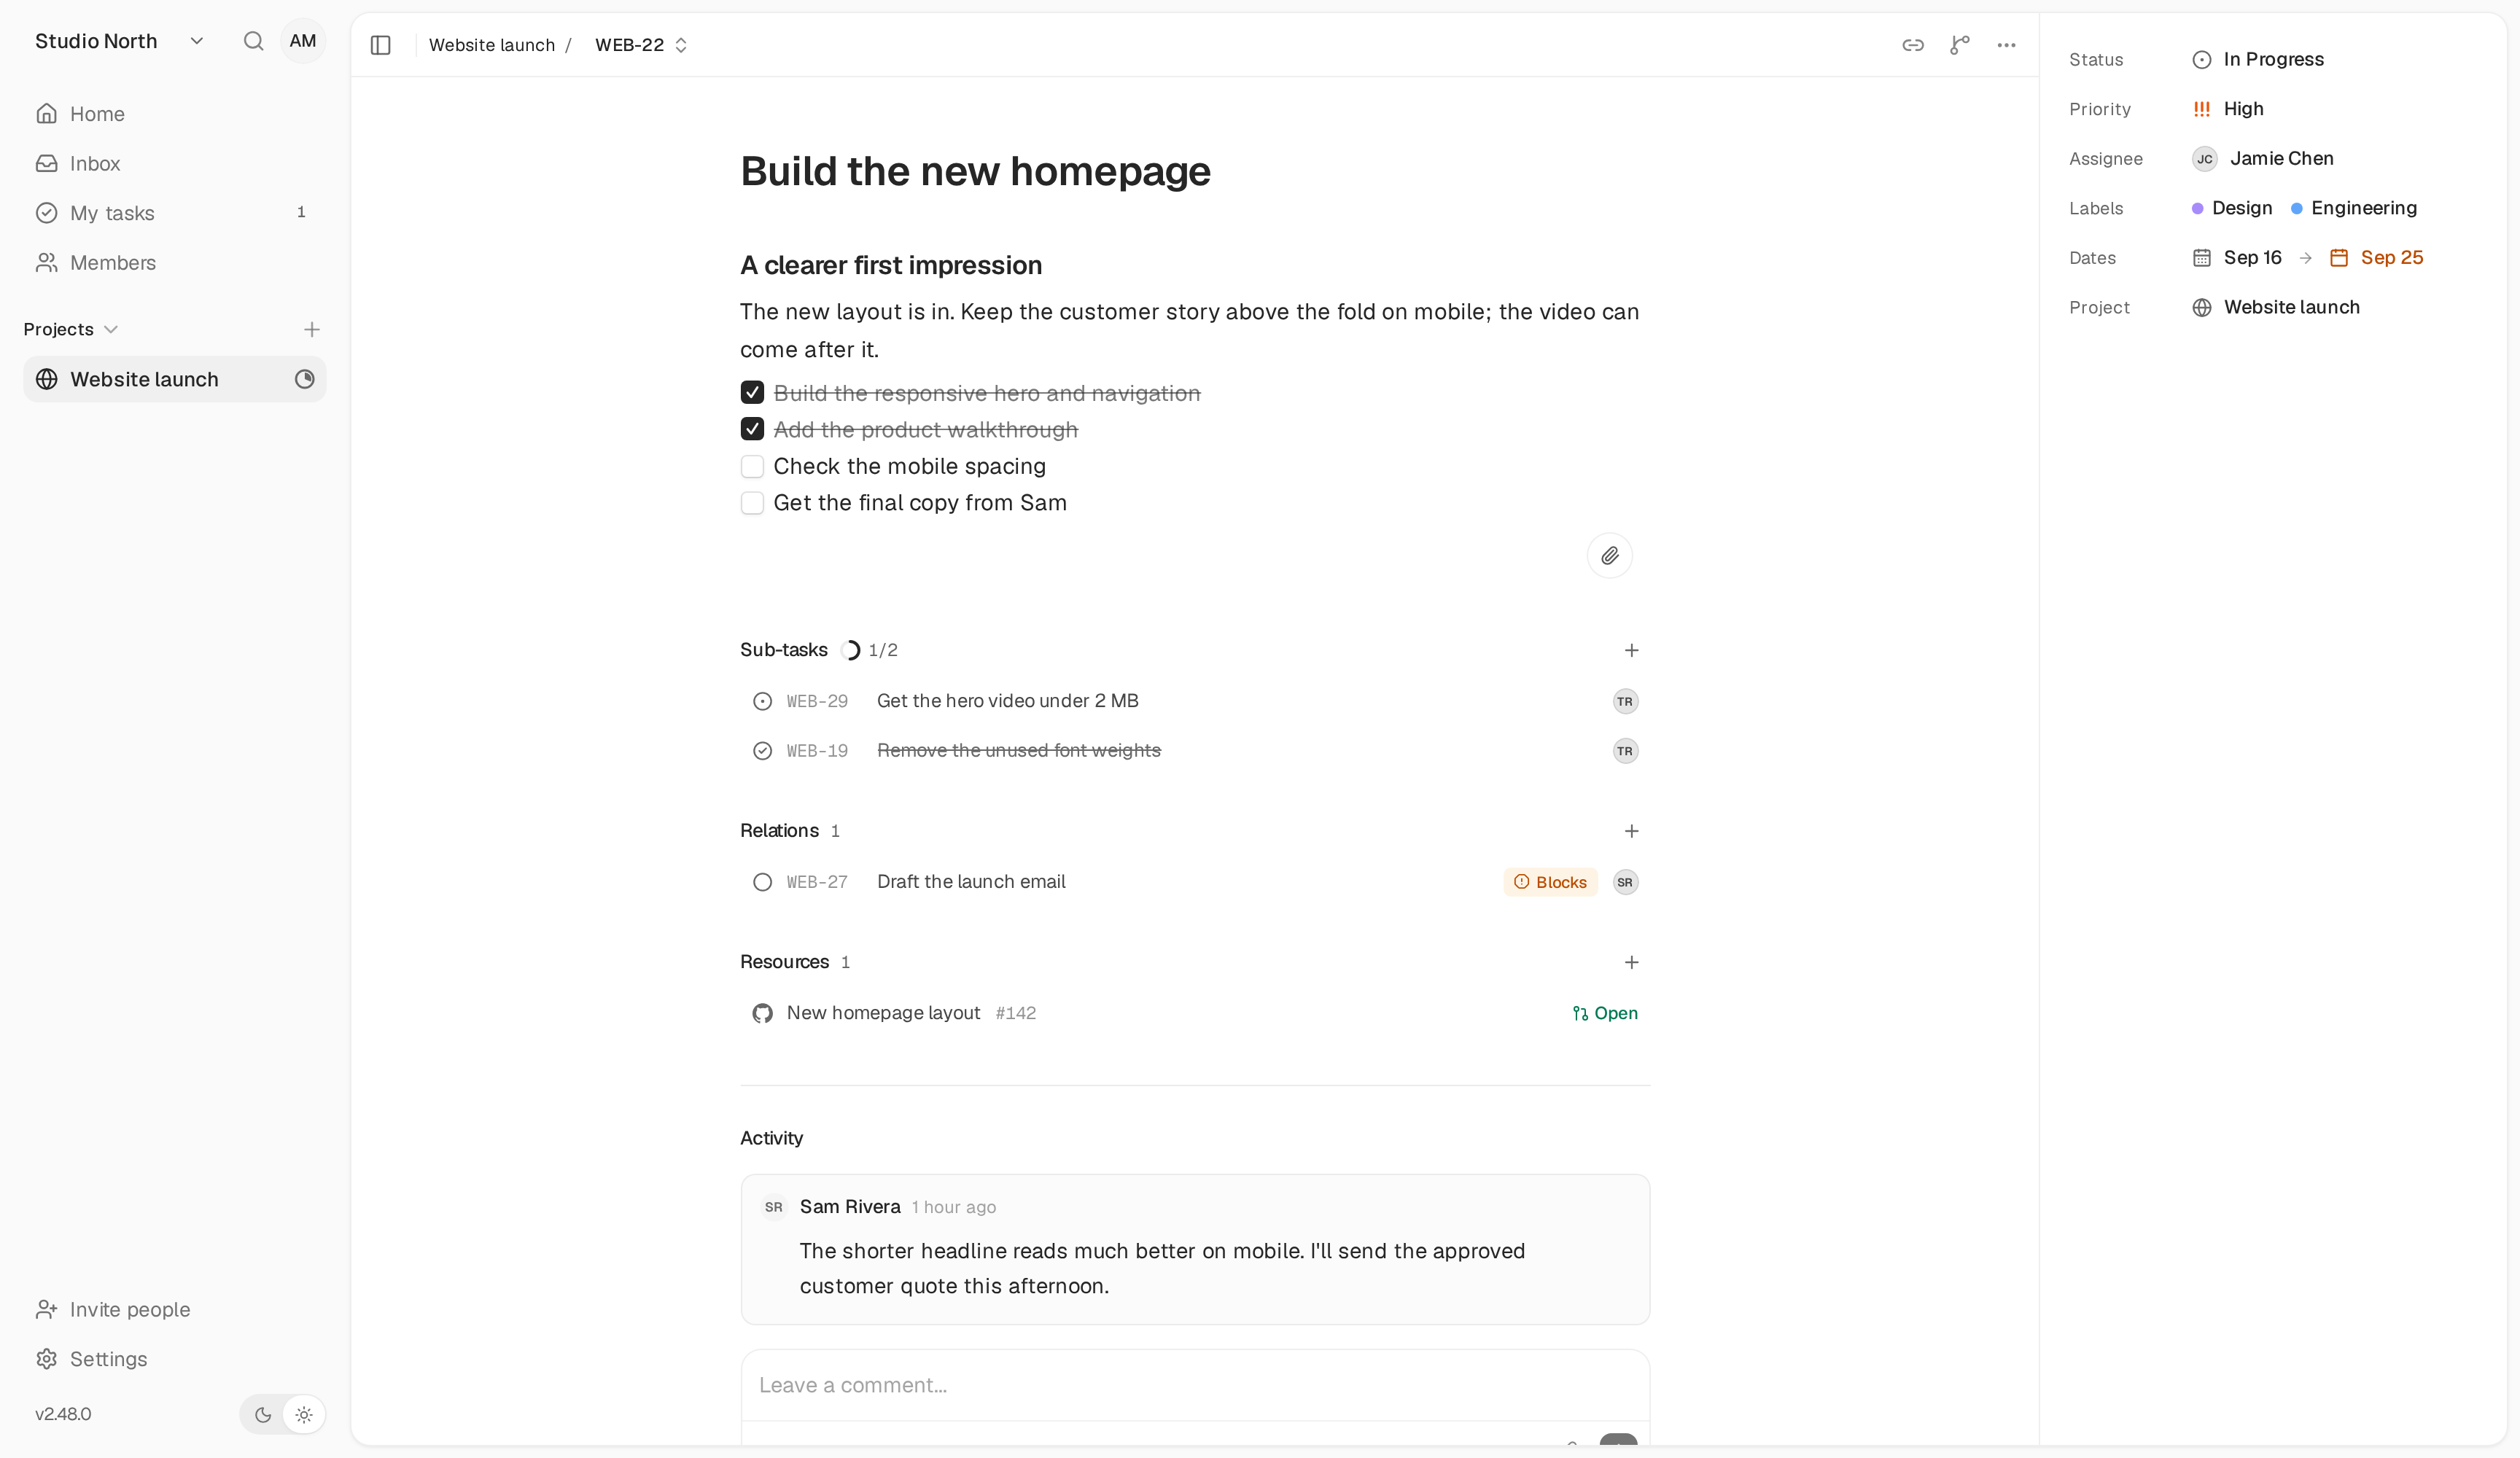 Studio North
AM
Home
Inbox
My tasks 1
Members
Projects
Website launch
Invite people
Settings
v2.48.0
Website launch / WEB-22
Build the new homepage
A clearer first impression
The new layout is in. Keep the customer story above the fold on mobile; the video can
come after it.
Build the responsive hero and navigation
Add the product walkthrough
Check the mobile spacing
Get the final copy from Sam
Sub-tasks 1/2
WEB-29 Get the hero video under 2 MB TR
WEB-19 Remove the unused font weights TR
Relations 1
WEB-27 Draft the launch email Blocks SR
Resources 1
New homepage layout #142 Open
Activity
SR Sam Rivera 1 hour ago
The shorter headline reads much better on mobile. I'll send the approved
customer quote this afternoon.
Leave a comment...
Status In Progress
Priority High
Assignee JC Jamie Chen
Labels Design Engineering
Dates Sep 16 → Sep 25
Project Website launch